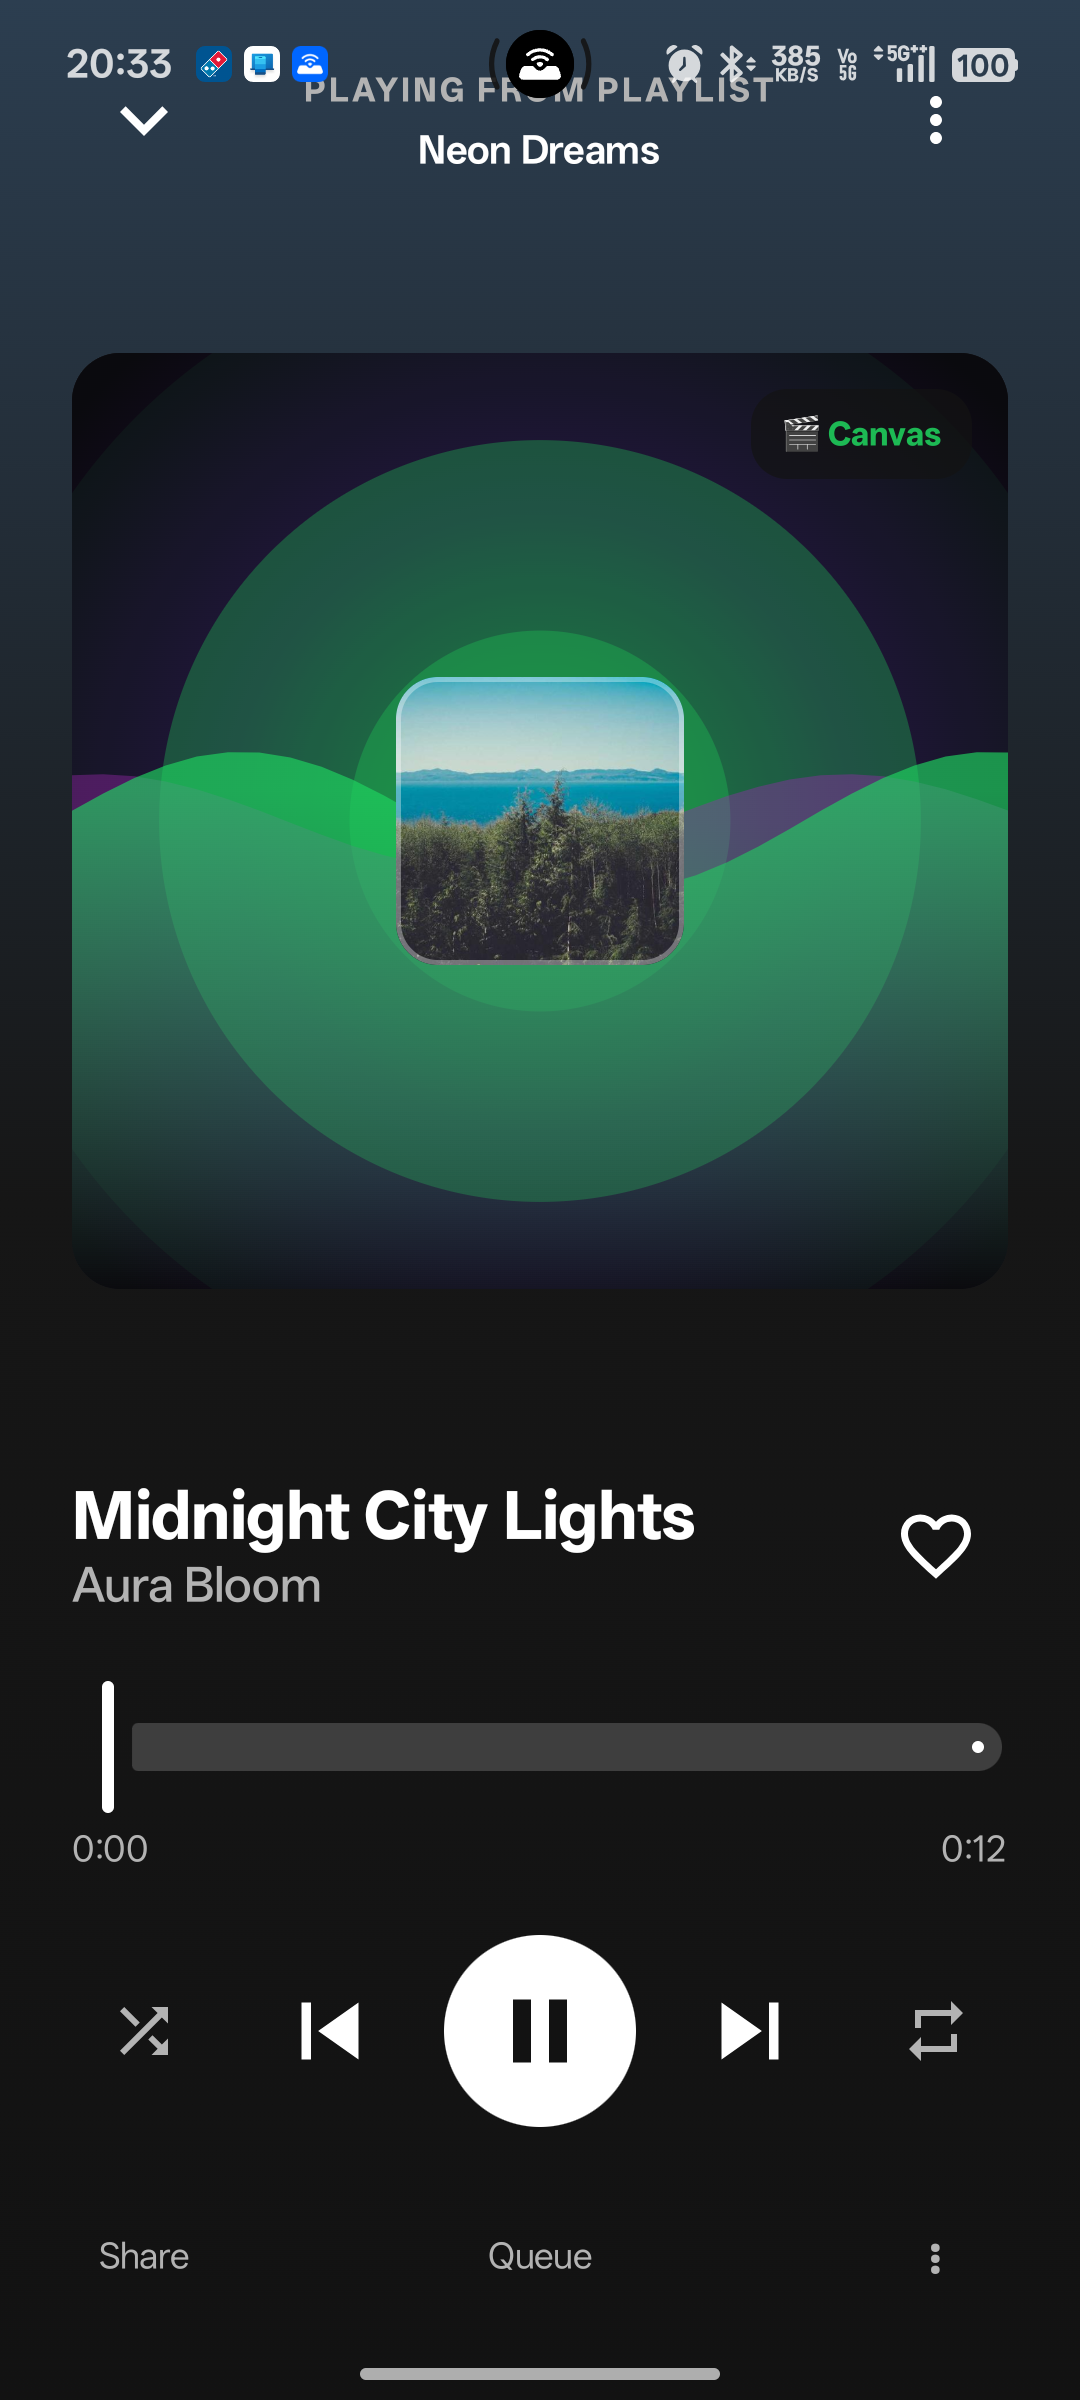 20:33
385
KB/S
Vo
5G
5G++
100
PLAYING FROM PLAYLIST
Neon Dreams
Canvas
Midnight City Lights
Aura Bloom
0:00
0:12
Share
Queue